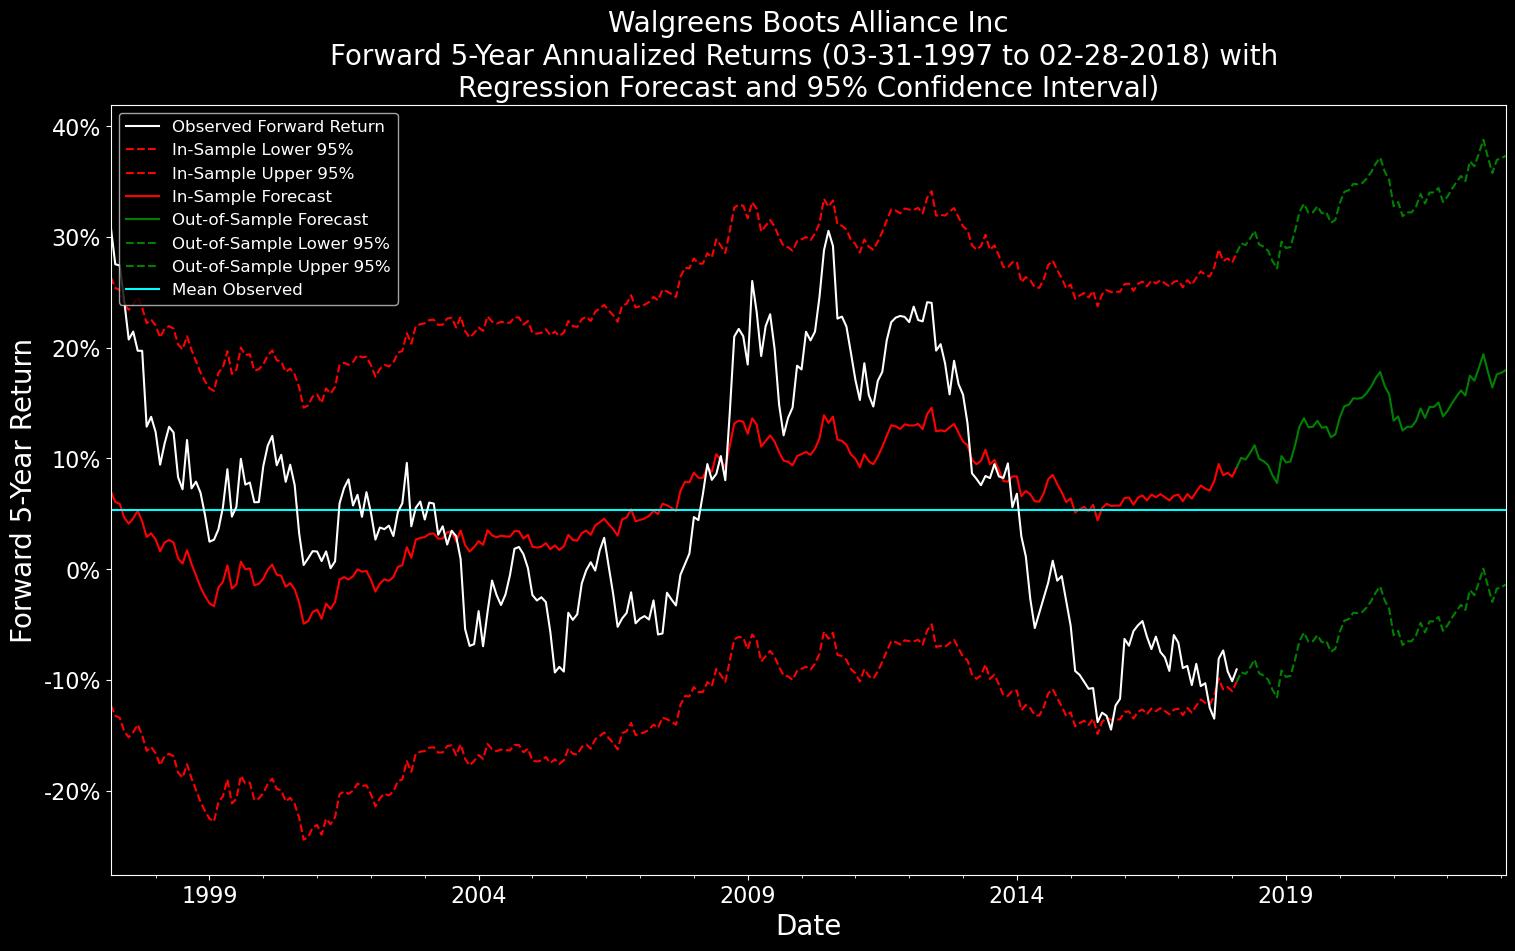 Walgreens Boots Alliance Inc
Forward 5-Year Annualized Returns (03-31-1997 to 02-28-2018) with
Regression Forecast and 95% Confidence Interval)
Observed Forward Return
In-Sample Lower 95%
In-Sample Upper 95%
In-Sample Forecast
Out-of-Sample Forecast
Out-of-Sample Lower 95%
Out-of-Sample Upper 95%
Mean Observed
Forward 5-Year Return
40%
30%
20%
10%
0%
-10%
-20%
1999
2004
2009
2014
2019
Date